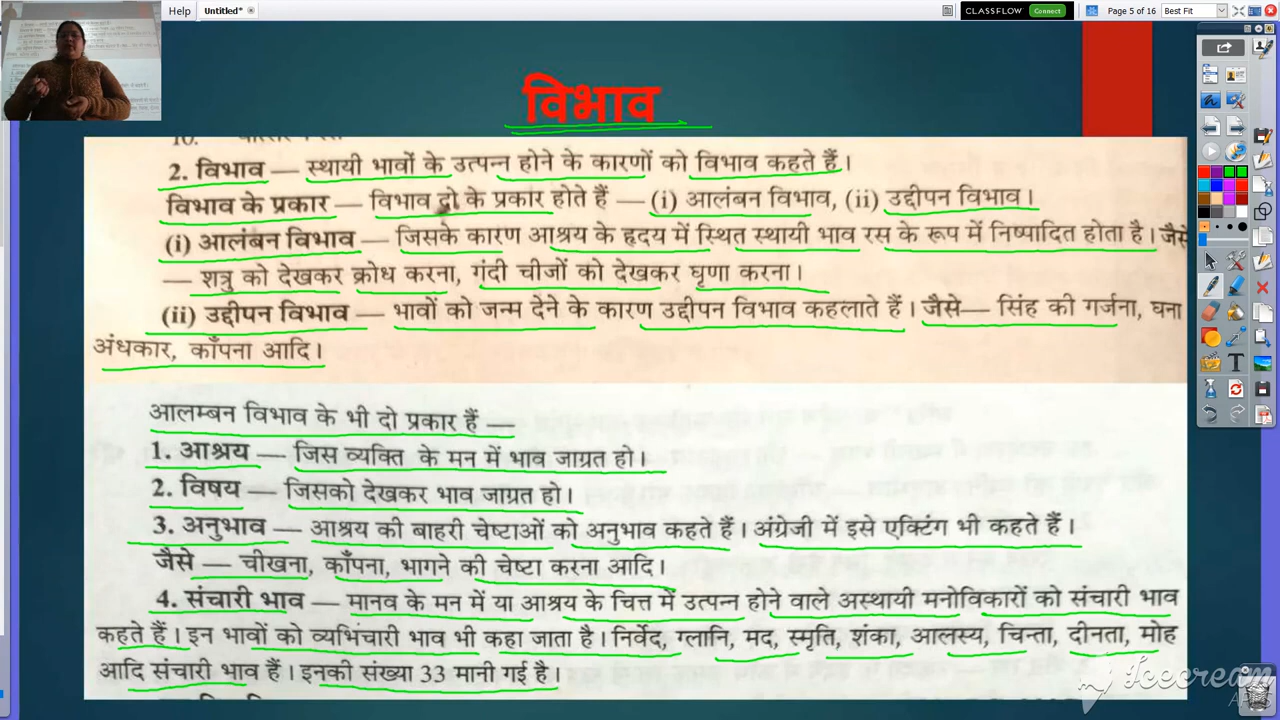 Help
Untitled*
CLASSFLOW Connect
Page 5 of 16
Best Fit
विभाव
2. विभाव — स्थायी भावों के उत्पन्न होने के कारणों को विभाव कहते हैं।
विभाव के प्रकार — विभाव दो के प्रकार होते हैं — (i) आलंबन विभाव, (ii) उद्दीपन विभाव।
(i) आलंबन विभाव — जिसके कारण आश्रय के हृदय में स्थित स्थायी भाव रस के रूप में निष्पादित होता है। जैसे
— शत्रु को देखकर क्रोध करना, गंदी चीजों को देखकर घृणा करना।
(ii) उद्दीपन विभाव — भावों को जन्म देने के कारण उद्दीपन विभाव कहलाते हैं। जैसे— सिंह की गर्जना, घना
अंधकार, काँपना आदि।
आलम्बन विभाव के भी दो प्रकार हैं —
1. आश्रय — जिस व्यक्ति के मन में भाव जाग्रत हो।
2. विषय — जिसको देखकर भाव जाग्रत हो।
3. अनुभाव — आश्रय की बाहरी चेष्टाओं को अनुभाव कहते हैं। अंग्रेजी में इसे एक्टिंग भी कहते हैं।
जैसे — चीखना, काँपना, भागने की चेष्टा करना आदि।
4. संचारी भाव — मानव के मन में या आश्रय के चित्त में उत्पन्न होने वाले अस्थायी मनोविकारों को संचारी भाव
कहते हैं। इन भावों को व्यभिचारी भाव भी कहा जाता है। निर्वेद, ग्लानि, मद, स्मृति, शंका, आलस्य, चिन्ता, दीनता, मोह
आदि संचारी भाव हैं। इनकी संख्या 33 मानी गई है।
Icecream
APPS